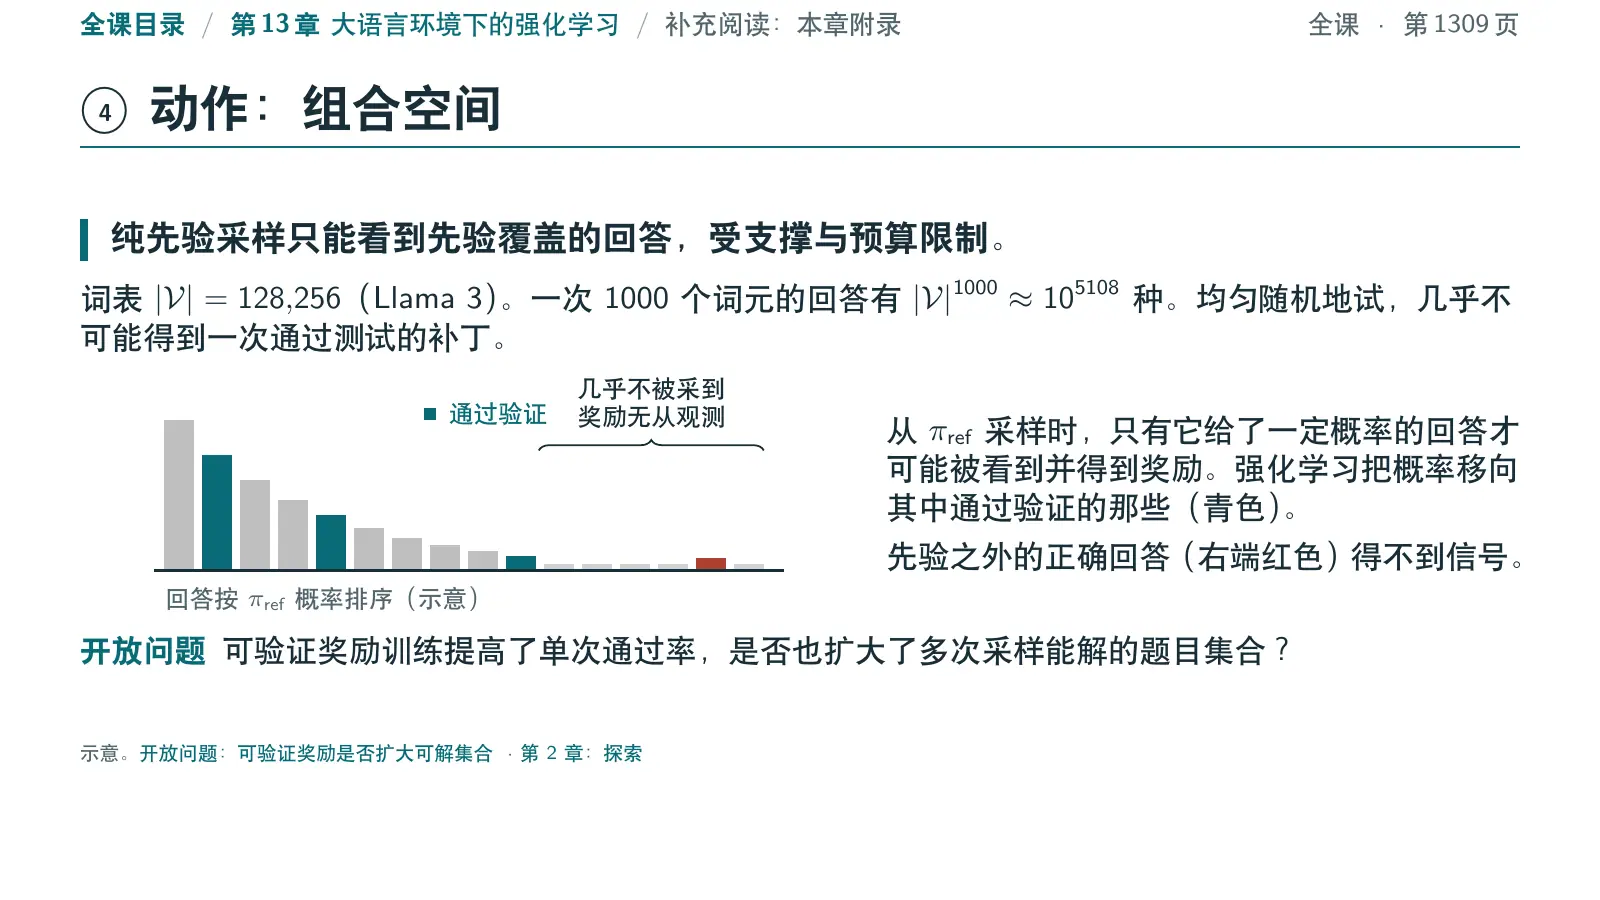 全课目录 / 第13章 大语言环境下的强化学习 / 补充阅读：本章附录
全课 · 第1309页
④ 动作：组合空间
纯先验采样只能看到先验覆盖的回答，受支撑与预算限制。
词表 |𝒱| = 128,256（Llama 3）。一次 1000 个词元的回答有 |𝒱|¹⁰⁰⁰ ≈ 10⁵¹⁰⁸ 种。均匀随机地试，几乎不
可能得到一次通过测试的补丁。
几乎不被采到
■ 通过验证
奖励无从观测
回答按 π_ref 概率排序（示意）
从 π_ref 采样时，只有它给了一定概率的回答才
可能被看到并得到奖励。强化学习把概率移向
其中通过验证的那些（青色）。
先验之外的正确回答（右端红色）得不到信号。
开放问题 可验证奖励训练提高了单次通过率，是否也扩大了多次采样能解的题目集合？
示意。开放问题：可验证奖励是否扩大可解集合 · 第 2 章：探索